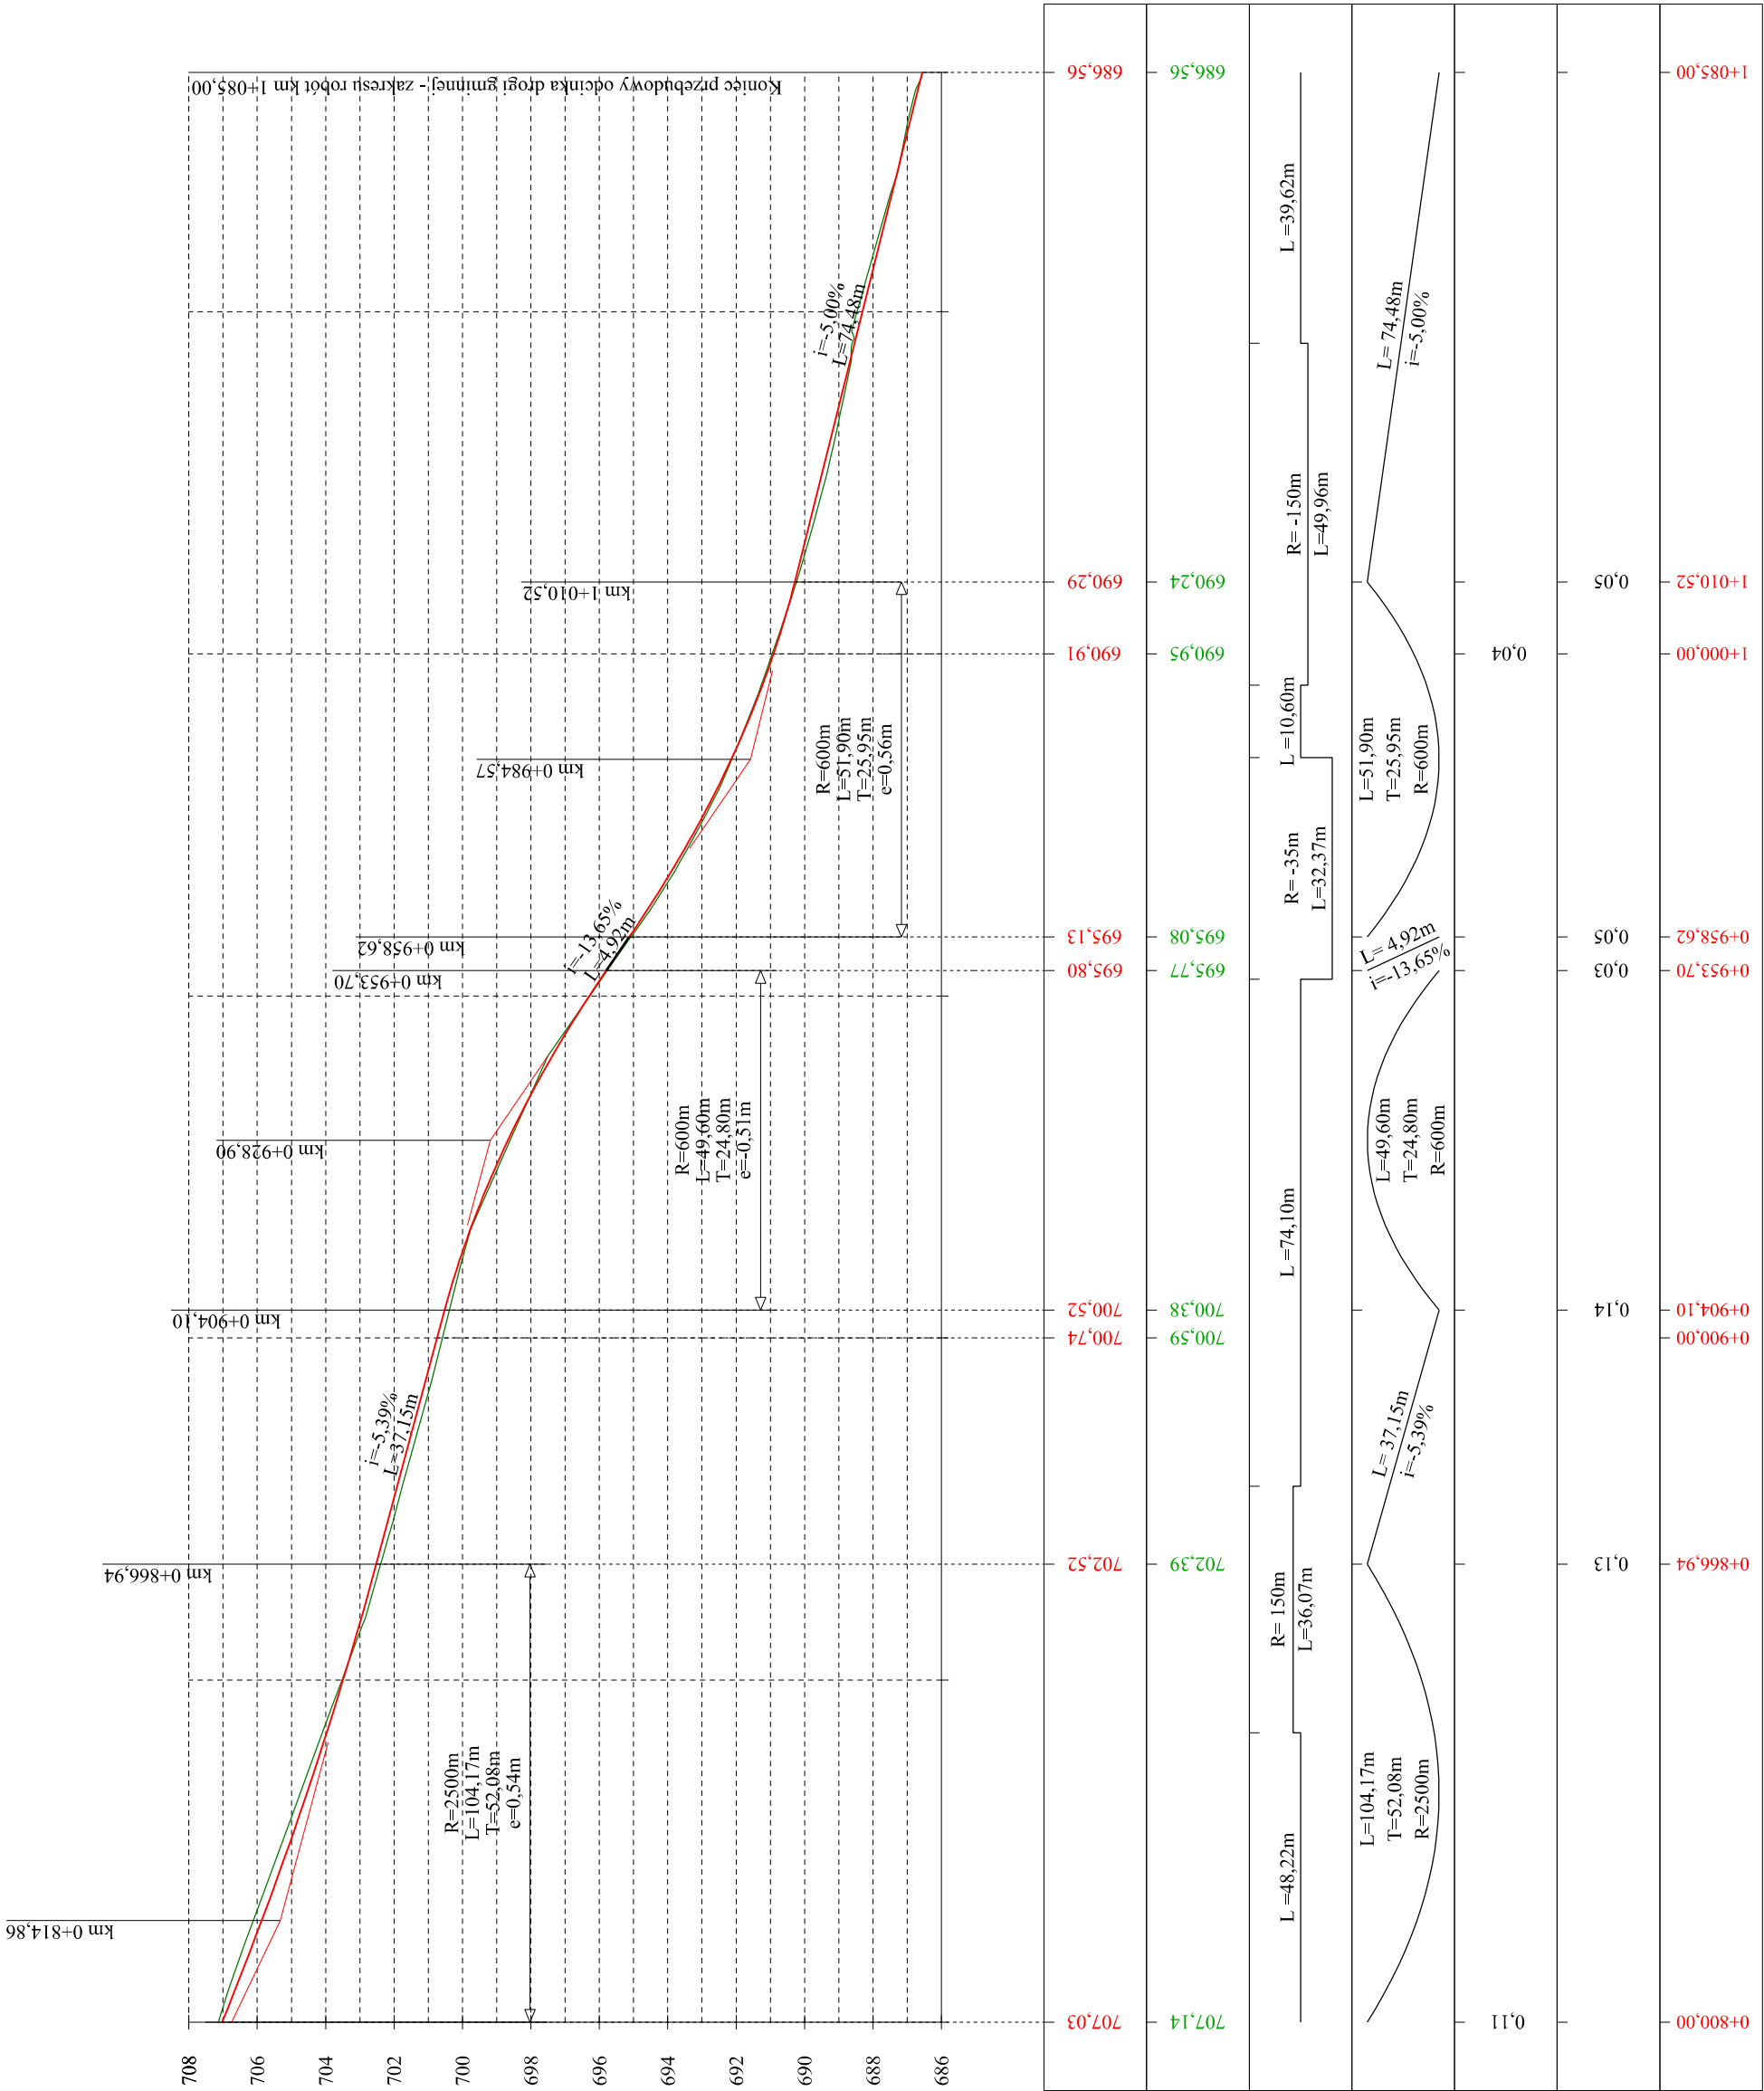 Koniec przebudowy odcinka drogi gminnej - zakresu robót km 1+085,00
km 1+010,52
km 0+984,57
km 0+958,62
km 0+953,70
km 0+928,90
km 0+904,10
km 0+866,94
km 0+814,86
i=-5,00%
L=74,48m
R=600m
L=51,90m
T=25,95m
e=0,56m
i=-13,65%
L=4,92m
R=600m
L=49,60m
T=24,80m
e=-0,51m
i=-5,39%
L=37,15m
R=2500m
L=104,17m
T=52,08m
e=0,54m
708
706
704
702
700
698
696
694
692
690
688
686
686,56
690,29
690,91
695,13
695,80
700,52
700,74
702,52
707,03
686,56
690,24
690,95
695,08
695,77
700,38
700,59
702,39
707,14
L =39,62m
R= -150m
L=49,96m
L =10,60m
R= -35m
L=32,37m
L =74,10m
R= 150m
L=36,07m
L =48,22m
L= 74,48m
i=-5,00%
L=51,90m
T=25,95m
R=600m
L= 4,92m
i=-13,65%
L=49,60m
T=24,80m
R=600m
L= 37,15m
i=-5,39%
L=104,17m
T=52,08m
R=2500m
0,04
0,11
0,05
0,05
0,03
0,14
0,13
1+085,00
1+010,52
1+000,00
0+958,62
0+953,70
0+904,10
0+900,00
0+866,94
0+800,00